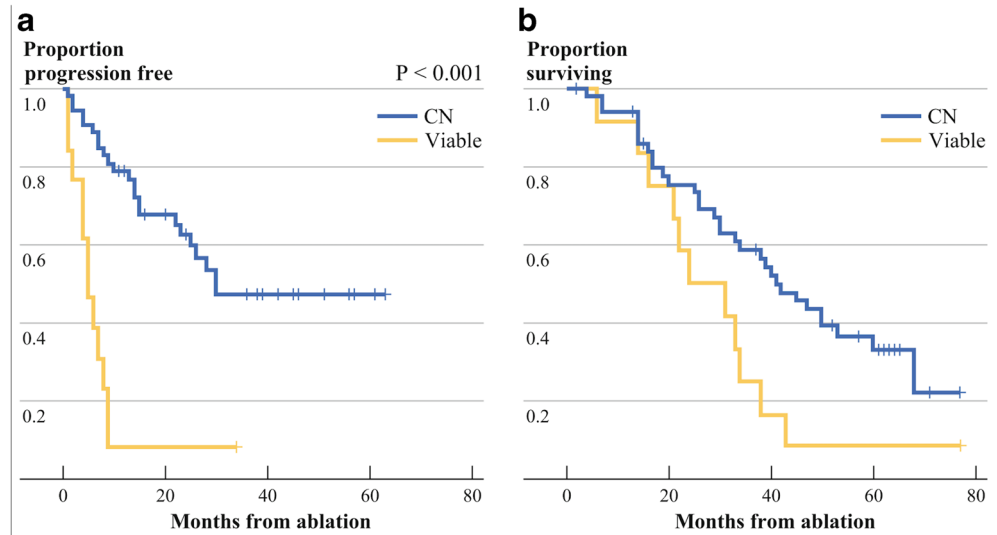 a
Proportion
progression free
P < 0.001
1.0
CN
Viable
0.8
0.6
0.4
0.2
0 20 40 60 80
Months from ablation
b
Proportion
surviving
1.0
CN
Viable
0.8
0.6
0.4
0.2
0 20 40 60 80
Months from ablation